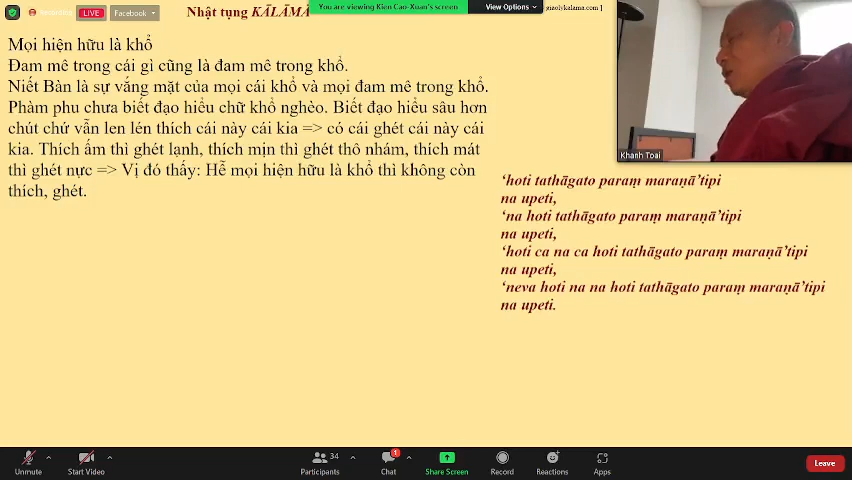 LIVE
Facebook
Nhật tụng KĀLĀMĀ
You are viewing Kien Cao-Xuan's screen
View Options
giaolykalama.com ]
Mọi hiện hữu là khổ
Đam mê trong cái gì cũng là đam mê trong khổ.
Niết Bàn là sự vắng mặt của mọi cái khổ và mọi đam mê trong khổ.
Phàm phu chưa biết đạo hiểu chữ khổ nghèo. Biết đạo hiểu sâu hơn
chút chứ vẫn len lén thích cái này cái kia => có cái ghét cái này cái
kia. Thích ấm thì ghét lạnh, thích mịn thì ghét thô nhám, thích mát
thì ghét nực => Vị đó thấy: Hễ mọi hiện hữu là khổ thì không còn
thích, ghét.
Khanh Toai
‘hoti tathāgato paraṃ maraṇā’tipi
na upeti,
‘na hoti tathāgato paraṃ maraṇā’tipi
na upeti,
‘hoti ca na ca hoti tathāgato paraṃ maraṇā’tipi
na upeti,
‘neva hoti na na hoti tathāgato paraṃ maraṇā’tipi
na upeti.
Unmute
Start Video
34
Participants
1
Chat
Share Screen
Record
Reactions
Apps
Leave